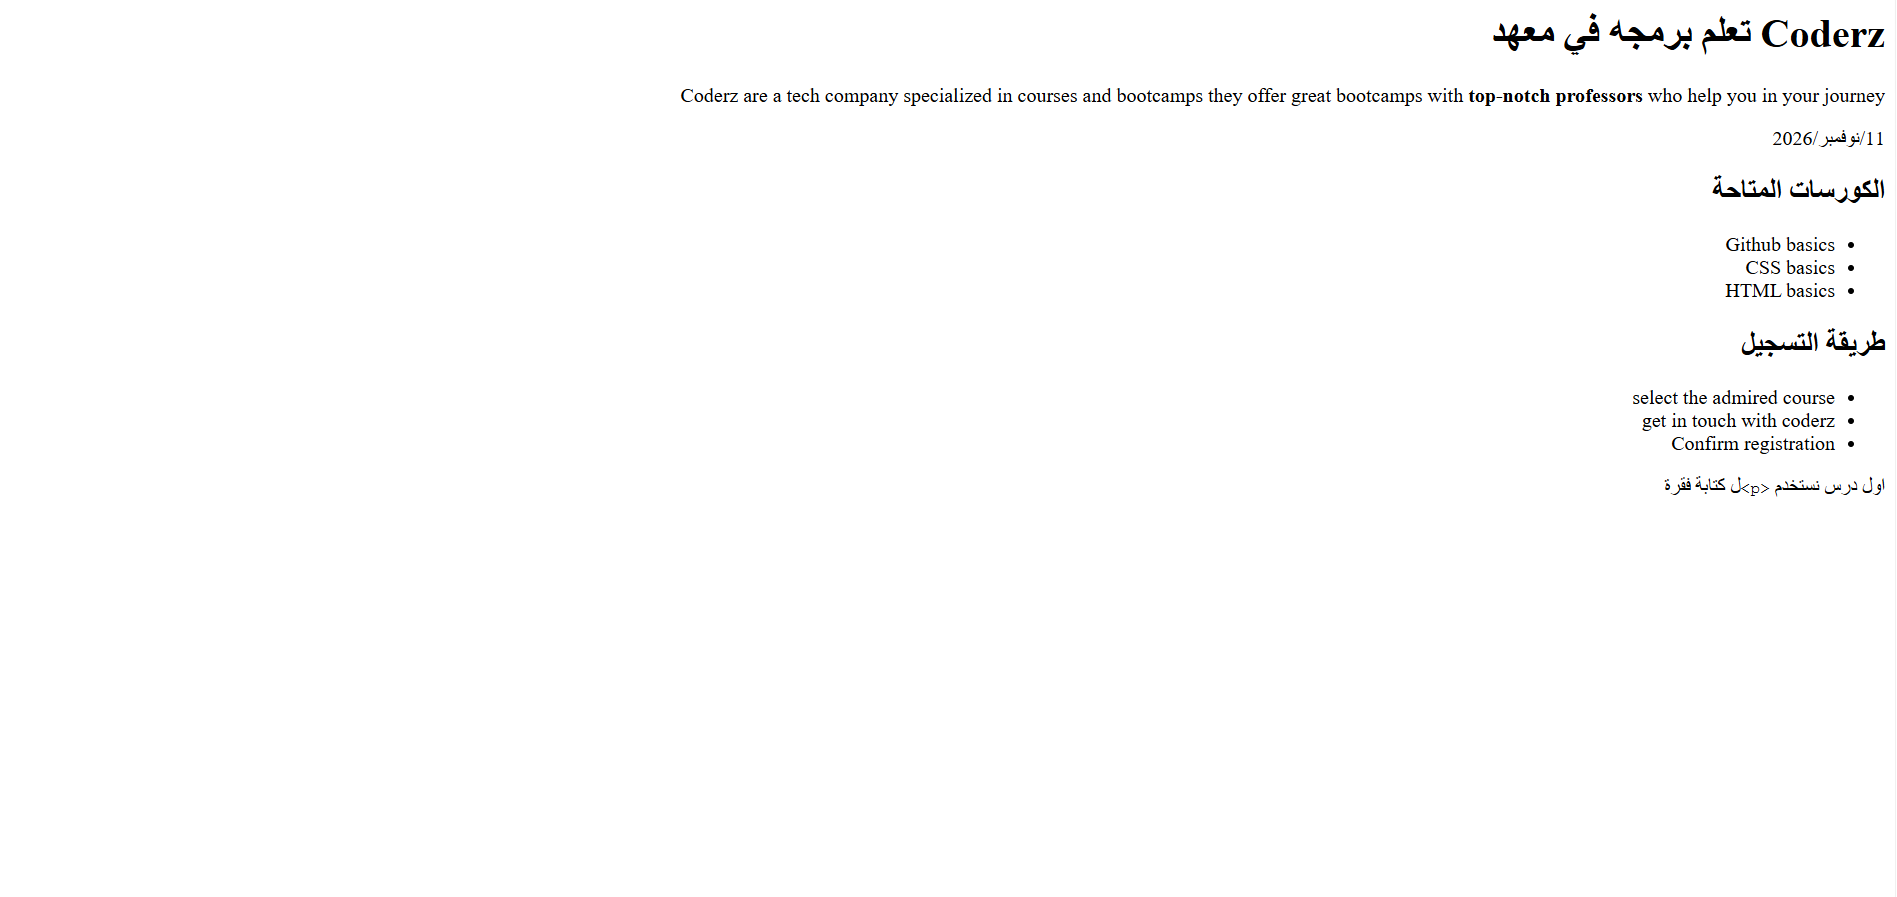 Coderz تعلم برمجه في معهد
Coderz are a tech company specialized in courses and bootcamps they offer great bootcamps with top-notch professors who help you in your journey
11/نوفمبر/2026
الكورسات المتاحة
Github basics
CSS basics
HTML basics
طريقة التسجيل
select the admired course
get in touch with coderz
Confirm registration
اول درس نستخدم <p>ل كتابة فقرة